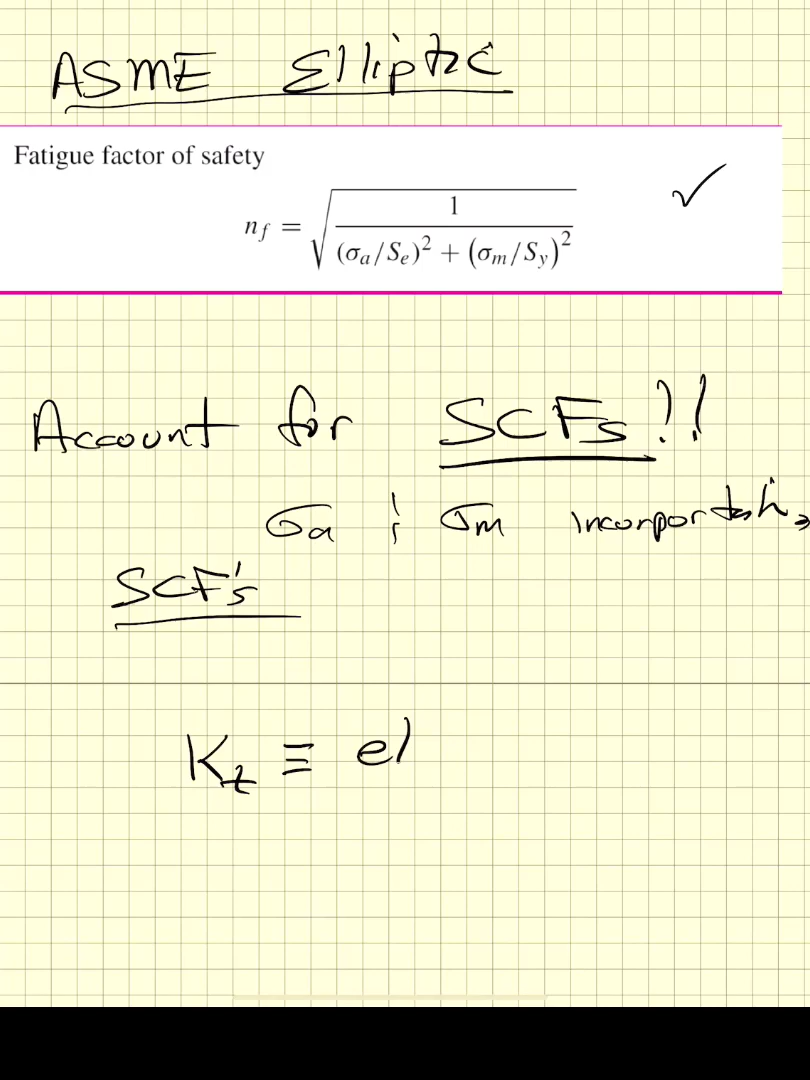 ASME Elliptic
Fatigue factor of safety
n_f = √(1 / ((σ_a/S_e)² + (σ_m/S_y)²)) ✓
Account for SCFs!!
σa & σm
SCF's
K_t ≡ el